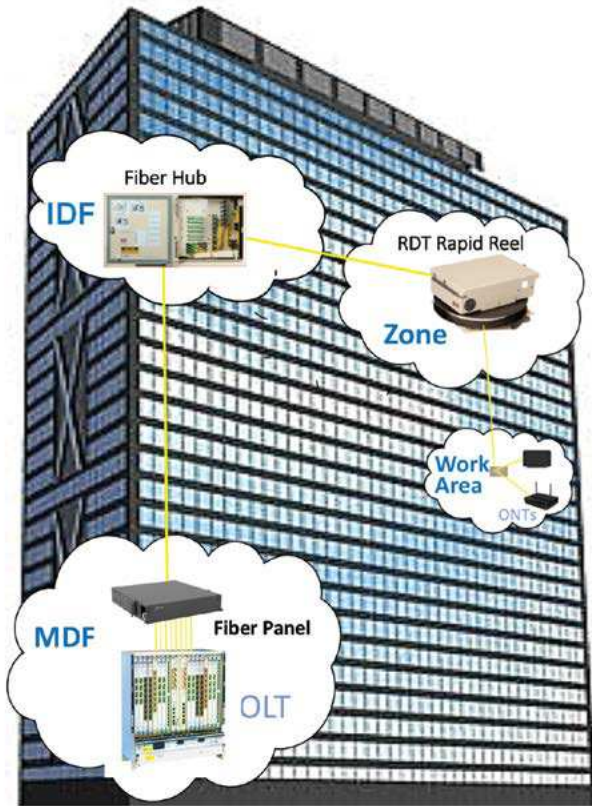 Fiber Hub
IDF
RDT Rapid Reel
Zone
Work
Area
ONTs
MDF
Fiber Panel
OLT